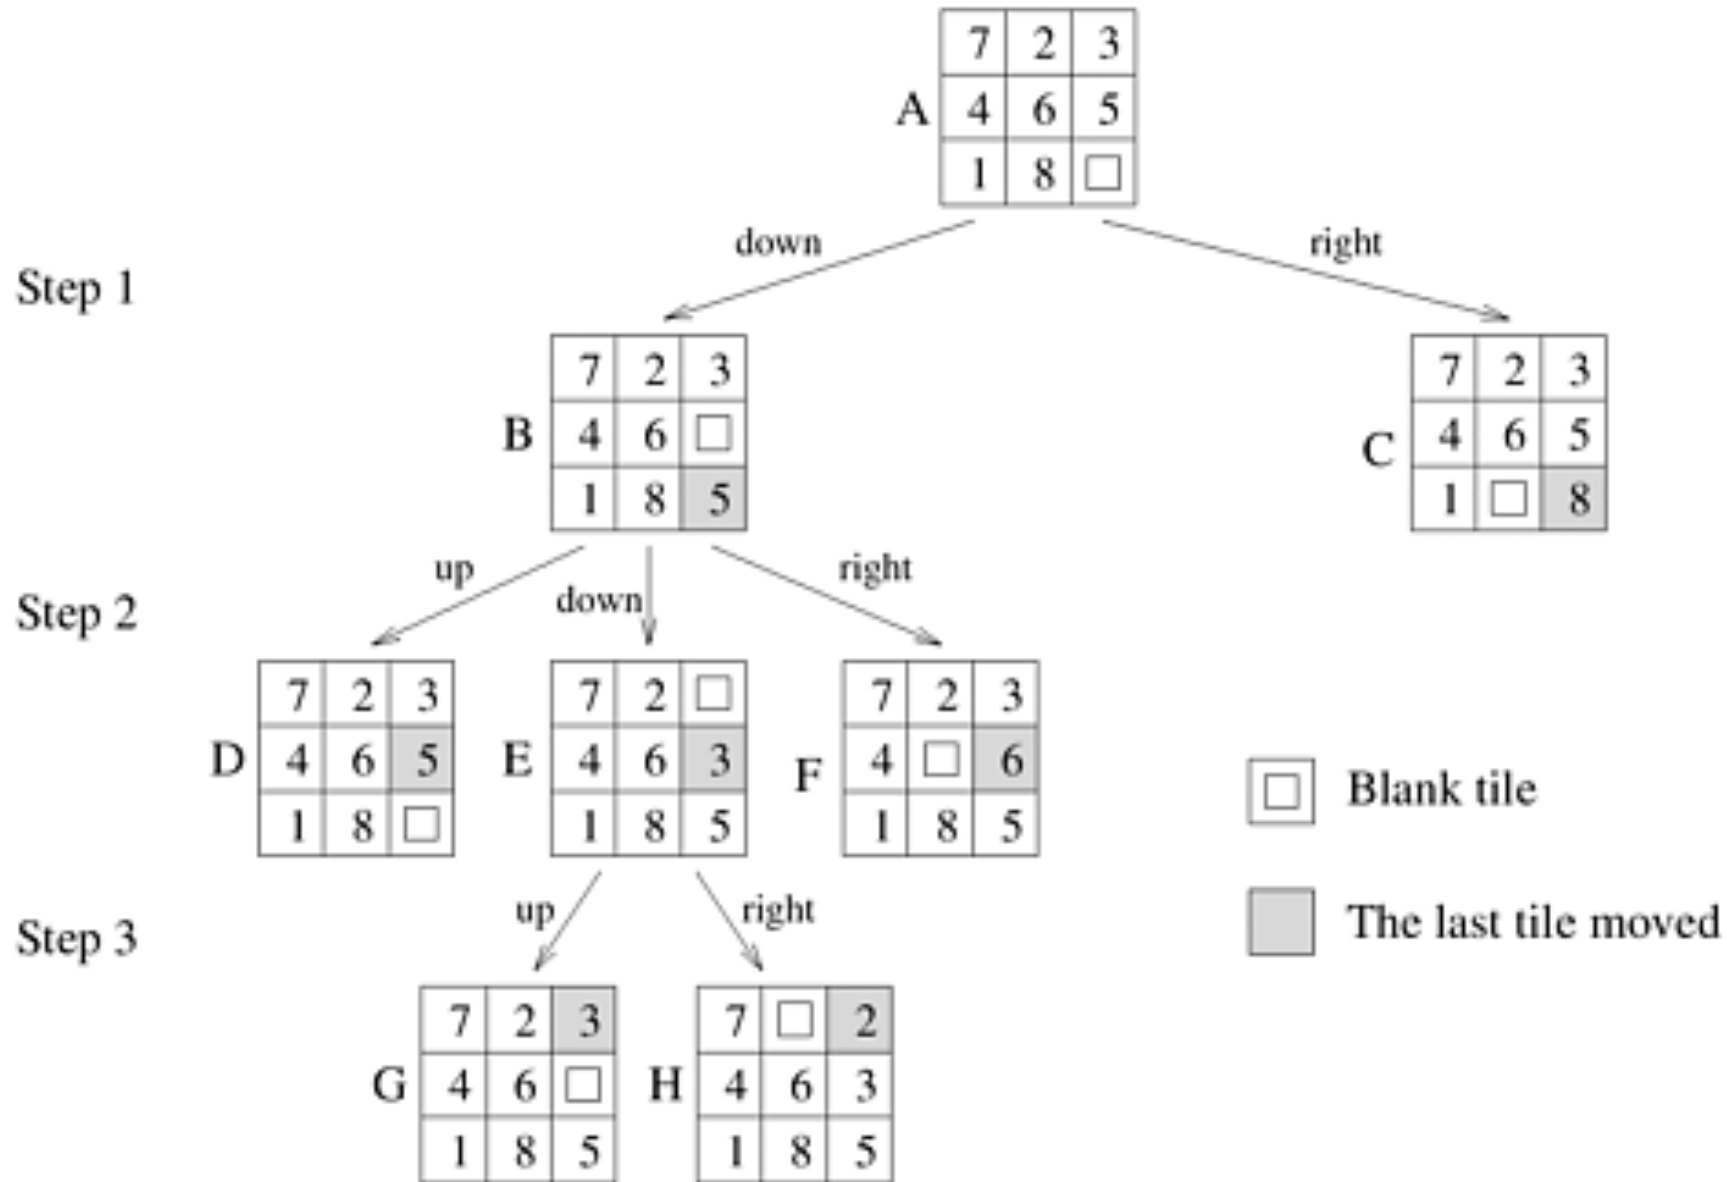 7 2 3
A 4 6 5
1 8
down right
Step 1
7 2 3 7 2 3
B 4 6 C 4 6 5
1 8 5 1 8
up down right
Step 2
7 2 3 7 2 7 2 3
D 4 6 5 E 4 6 3 F 4 6
1 8 1 8 5 1 8 5
Blank tile
up right
The last tile moved
Step 3
7 2 3 7 2
G 4 6 H 4 6 3
1 8 5 1 8 5